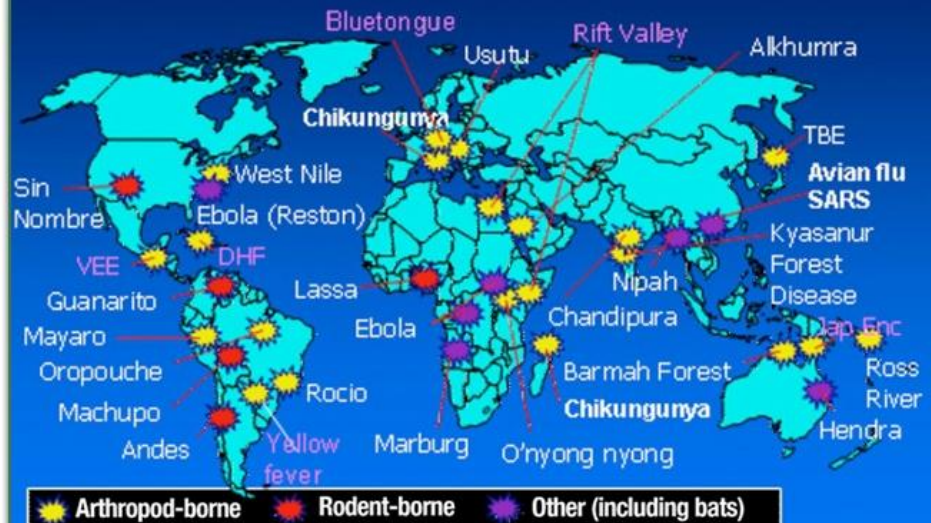 Bluetongue
Rift Valley
Usutu
Alkhumra
Chikungunya
TBE
Sin
Nombre
West Nile
Avian flu
SARS
Ebola (Reston)
VEE
DHF
Kyasanur
Forest
Disease
Guanarito
Lassa
Nipah
Mayaro
Ebola
Chandipura
Jap Enc
Oropouche
Barmah Forest
Ross
River
Machupo
Rocio
Chikungunya
Andes
Yellow
fever
Marburg
O'nyong nyong
Hendra
Arthropod-borne
Rodent-borne
Other (including bats)